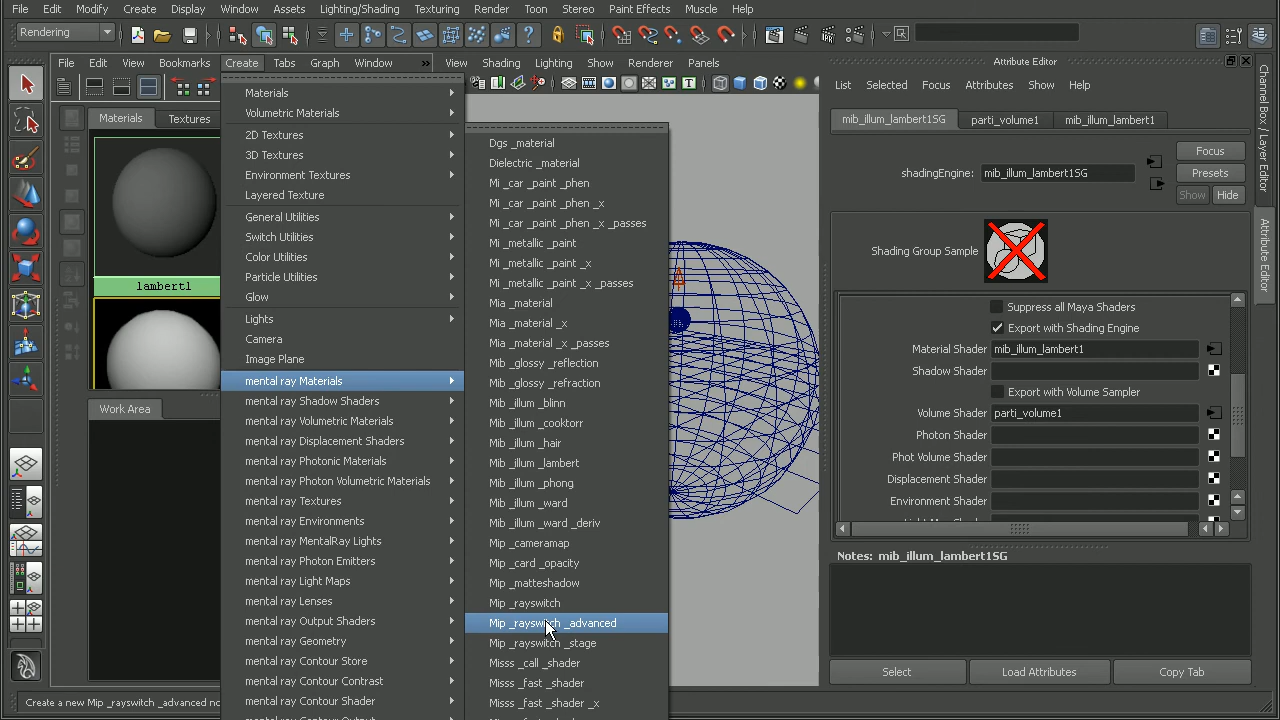 File Edit Modify Create Display Window Assets Lighting/Shading Texturing Render Toon Stereo Paint Effects Muscle Help
Rendering
File Edit View Bookmarks Create Tabs Graph Window »
View Shading Lighting Show Renderer Panels
Materials Textures
lambert1
Work Area
Materials
Volumetric Materials
2D Textures
3D Textures
Environment Textures
Layered Texture
General Utilities
Switch Utilities
Color Utilities
Particle Utilities
Glow
Lights
Camera
Image Plane
mental ray Materials
mental ray Shadow Shaders
mental ray Volumetric Materials
mental ray Displacement Shaders
mental ray Photonic Materials
mental ray Photon Volumetric Materials
mental ray Textures
mental ray Environments
mental ray MentalRay Lights
mental ray Photon Emitters
mental ray Light Maps
mental ray Lenses
mental ray Output Shaders
mental ray Geometry
mental ray Contour Store
mental ray Contour Contrast
mental ray Contour Shader
mental ray Contour Output
Dgs _material
Dielectric _material
Mi _car _paint _phen
Mi _car _paint _phen _x
Mi _car _paint _phen _x _passes
Mi _metallic _paint
Mi _metallic _paint _x
Mi _metallic _paint _x _passes
Mia _material
Mia _material _x
Mia _material _x _passes
Mib _glossy _reflection
Mib _glossy _refraction
Mib _illum _blinn
Mib _illum _cooktorr
Mib _illum _hair
Mib _illum _lambert
Mib _illum _phong
Mib _illum _ward
Mib _illum _ward _deriv
Mip _cameramap
Mip _card _opacity
Mip _matteshadow
Mip _rayswitch
Mip _rayswitch _advanced
Mip _rayswitch _stage
Misss _call _shader
Misss _fast _shader
Misss _fast _shader _x
Attribute Editor
List Selected Focus Attributes Show Help
mib_illum_lambert1SG parti_volume1 mib_illum_lambert1
shadingEngine: mib_illum_lambert1SG
Focus
Presets
Show Hide
Shading Group Sample
Suppress all Maya Shaders
Export with Shading Engine
Material Shader mib_illum_lambert1
Shadow Shader
Export with Volume Sampler
Volume Shader parti_volume1
Photon Shader
Phot Volume Shader
Displacement Shader
Environment Shader
Notes: mib_illum_lambert1SG
Select Load Attributes Copy Tab
Channel Box / Layer Editor
Attribute Editor
Create a new Mip _rayswitch _advanced no